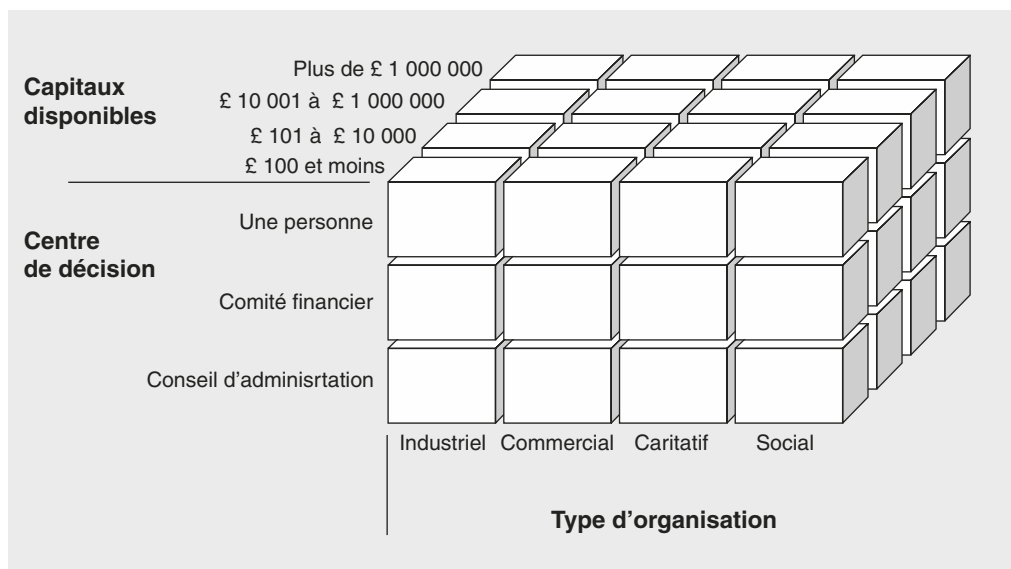 Capitaux
disponibles
Plus de £ 1 000 000
£ 10 001 à £ 1 000 000
£ 101 à £ 10 000
£ 100 et moins
Centre
de décision
Une personne
Comité financier
Conseil d’adminisrtation
Industriel Commercial Caritatif Social
Type d’organisation